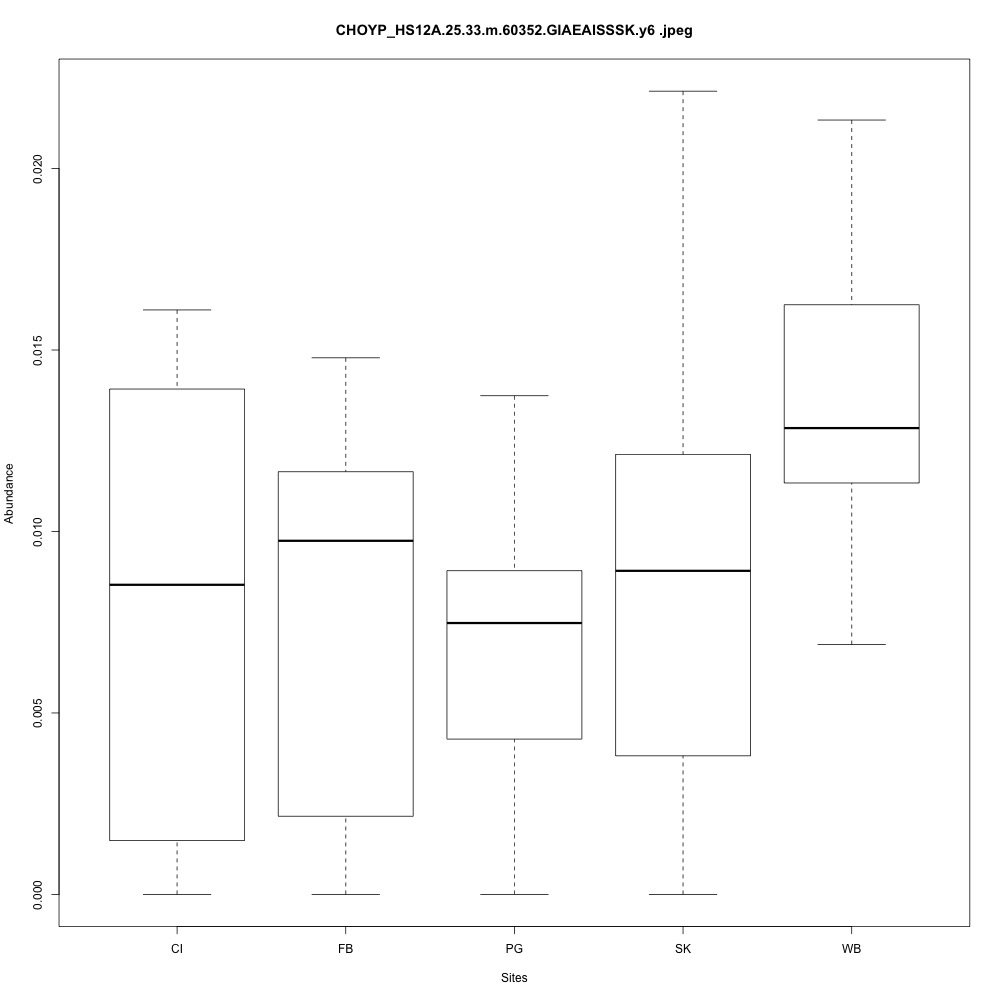 CHOYP_HS12A.25.33.m.60352.GIAEAISSSK.y6 .jpeg
Abundance
0.020
0.015
0.010
0.005
0.000
CI FB PG SK WB
Sites